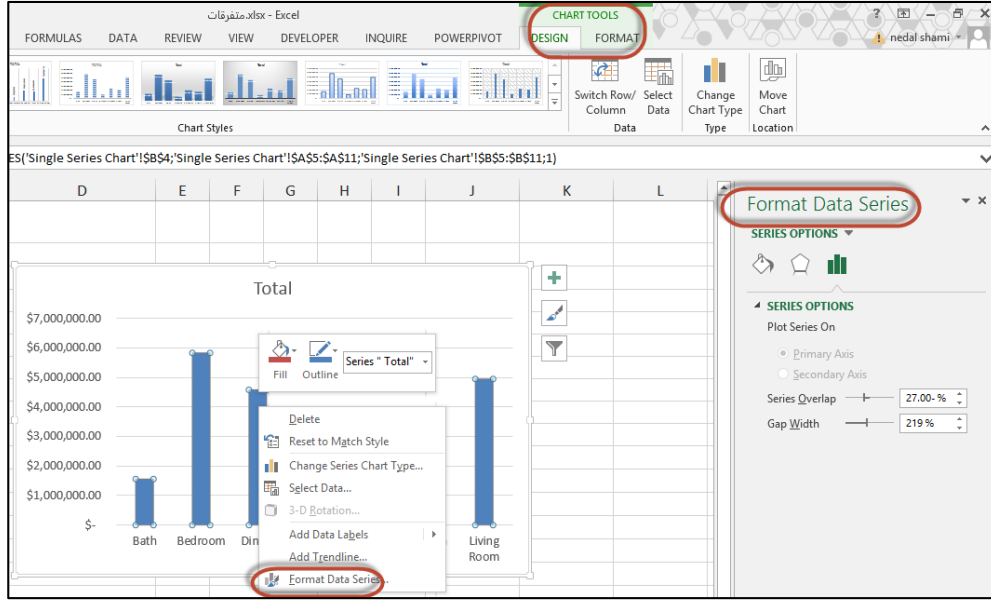 متفرقات.xlsx - Excel
CHART TOOLS
?
FORMULAS DATA REVIEW VIEW DEVELOPER INQUIRE POWERPIVOT DESIGN FORMAT
nedal shami
Switch Row/ Column
Select Data
Change Chart Type
Move Chart
Chart Styles
Data
Type
Location
ES('Single Series Chart'!$B$4;'Single Series Chart'!$A$5:$A$11;'Single Series Chart'!$B$5:$B$11;1)
D E F G H I J K L
Total
$7,000,000.00
$6,000,000.00
$5,000,000.00
$4,000,000.00
$3,000,000.00
$2,000,000.00
$1,000,000.00
$-
Bath
Bedroom
Din
Living
Room
Fill
Outline
Series " Total"
Delete
Reset to Match Style
Change Series Chart Type...
Select Data...
3-D Rotation...
Add Data Labels
Add Trendline...
Format Data Series...
Format Data Series
SERIES OPTIONS
SERIES OPTIONS
Plot Series On
Primary Axis
Secondary Axis
Series Overlap 27.00- %
Gap Width 219 %